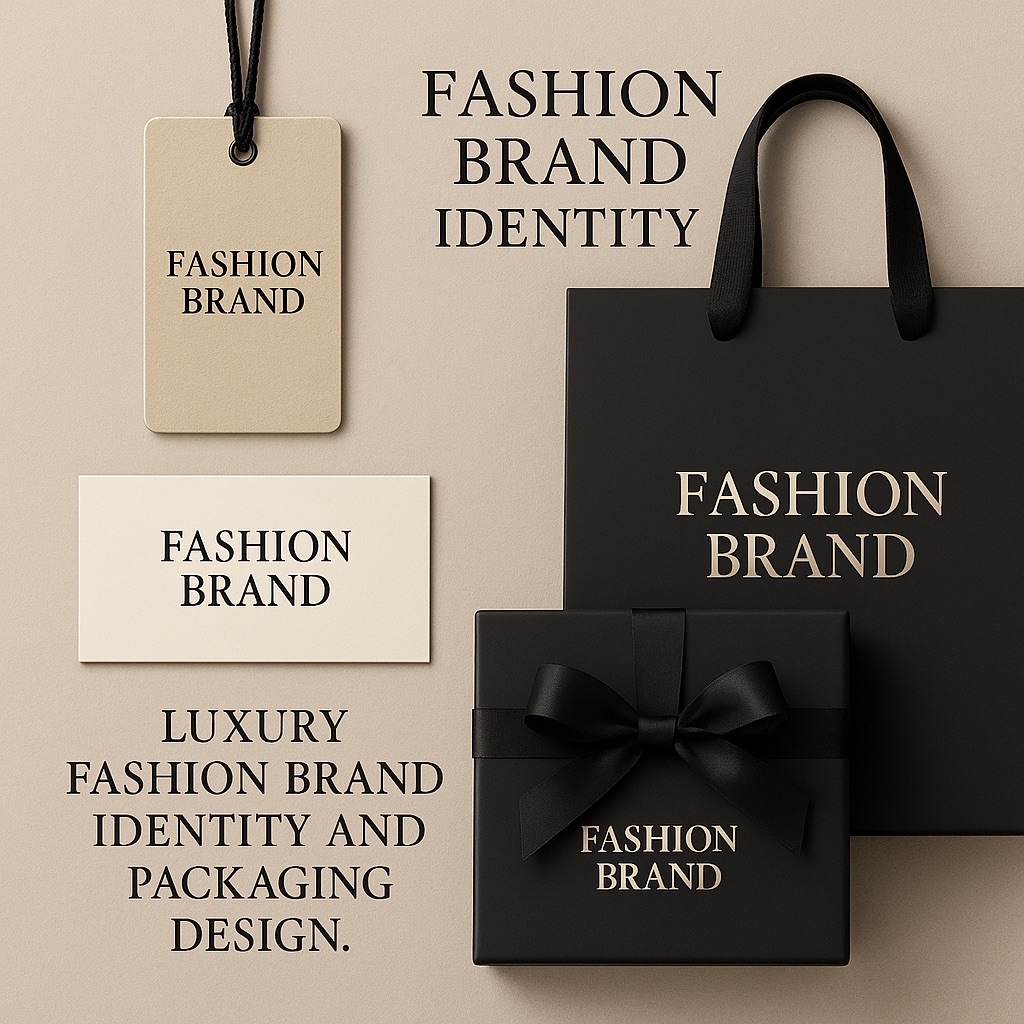 FASHION
BRAND
IDENTITY
FASHION
BRAND
FASHION
BRAND
FASHION
BRAND
LUXURY
FASHION BRAND
IDENTITY AND
PACKAGING
DESIGN.
FASHION
BRAND